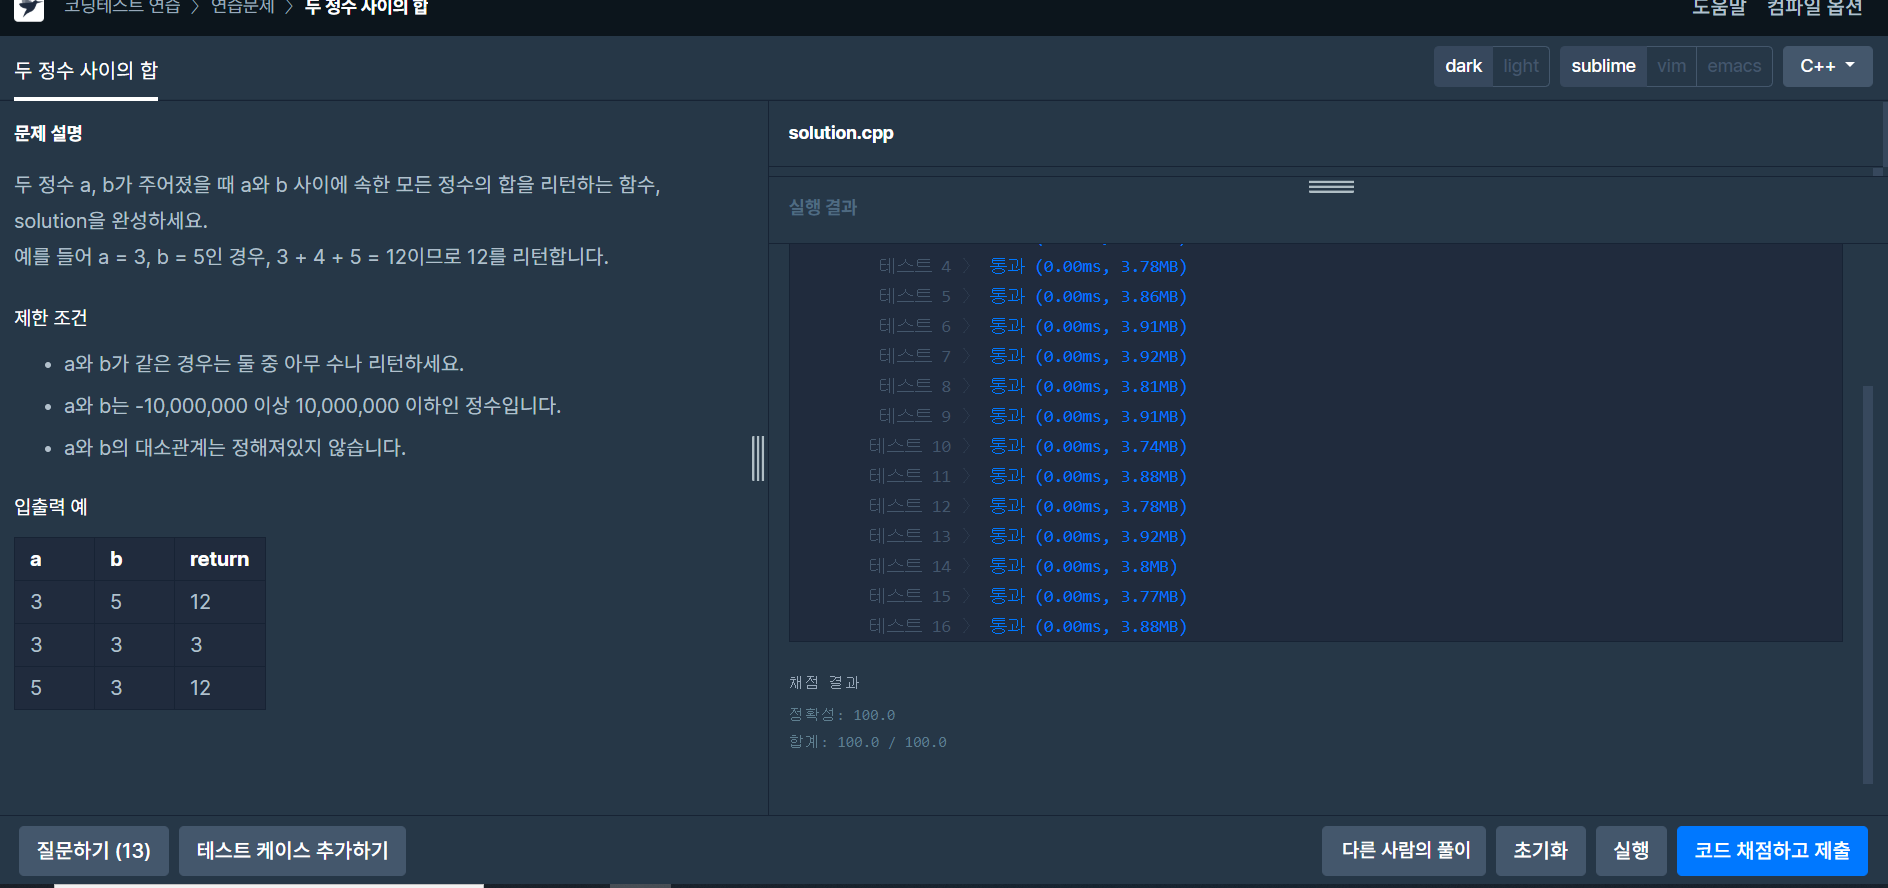 코딩테스트 연습 > 연습문제 > 두 정수 사이의 합
도움말 컴파일 옵션
두 정수 사이의 합
dark light sublime vim emacs C++
문제 설명
두 정수 a, b가 주어졌을 때 a와 b 사이에 속한 모든 정수의 합을 리턴하는 함수,
solution을 완성하세요.
예를 들어 a = 3, b = 5인 경우, 3 + 4 + 5 = 12이므로 12를 리턴합니다.
제한 조건
• a와 b가 같은 경우는 둘 중 아무 수나 리턴하세요.
• a와 b는 -10,000,000 이상 10,000,000 이하인 정수입니다.
• a와 b의 대소관계는 정해져있지 않습니다.
입출력 예
a b return
3 5 12
3 3 3
5 3 12
solution.cpp
실행 결과
테스트 4 > 통과 (0.00ms, 3.78MB)
테스트 5 > 통과 (0.00ms, 3.86MB)
테스트 6 > 통과 (0.00ms, 3.91MB)
테스트 7 > 통과 (0.00ms, 3.92MB)
테스트 8 > 통과 (0.00ms, 3.81MB)
테스트 9 > 통과 (0.00ms, 3.91MB)
테스트 10 > 통과 (0.00ms, 3.74MB)
테스트 11 > 통과 (0.00ms, 3.88MB)
테스트 12 > 통과 (0.00ms, 3.78MB)
테스트 13 > 통과 (0.00ms, 3.92MB)
테스트 14 > 통과 (0.00ms, 3.8MB)
테스트 15 > 통과 (0.00ms, 3.77MB)
테스트 16 > 통과 (0.00ms, 3.88MB)
채점 결과
정확성: 100.0
합계: 100.0 / 100.0
질문하기 (13) 테스트 케이스 추가하기 다른 사람의 풀이 초기화 실행 코드 채점하고 제출